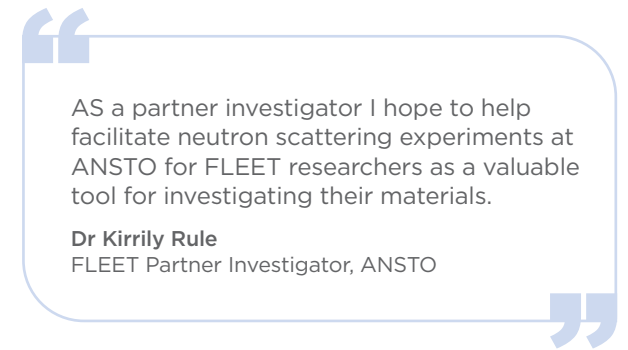 AS a partner investigator I hope to help
facilitate neutron scattering experiments at
ANSTO for FLEET researchers as a valuable
tool for investigating their materials.
Dr Kirrily Rule
FLEET Partner Investigator, ANSTO